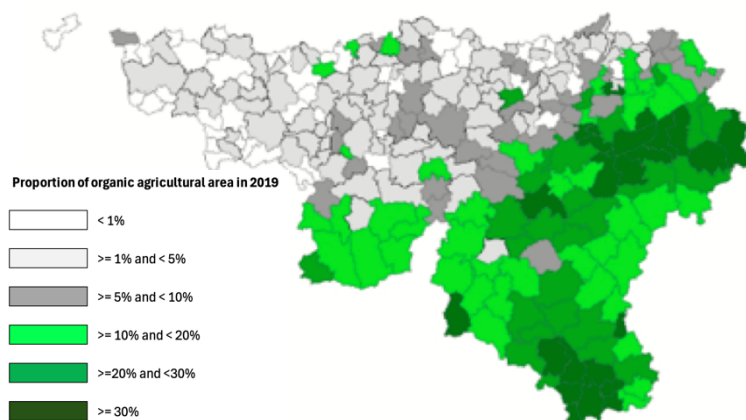 Proportion of organic agricultural area in 2019
< 1%
>= 1% and < 5%
>= 5% and < 10%
>= 10% and < 20%
>=20% and <30%
>= 30%